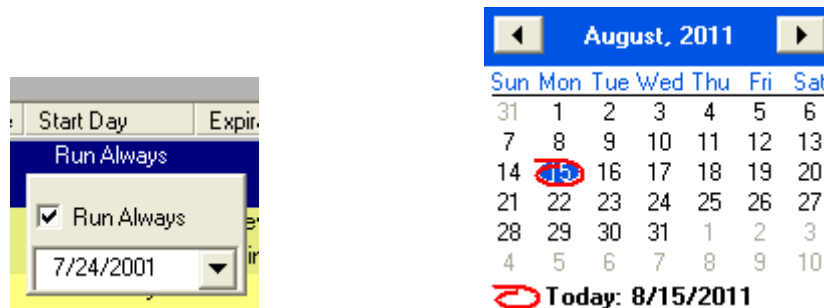 Start Day Expir
Run Always
Run Always
7/24/2001
August, 2011
Sun Mon Tue Wed Thu Fri Sat
31 1 2 3 4 5 6
7 8 9 10 11 12 13
14 15 16 17 18 19 20
21 22 23 24 25 26 27
28 29 30 31 1 2 3
4 5 6 7 8 9 10
Today: 8/15/2011